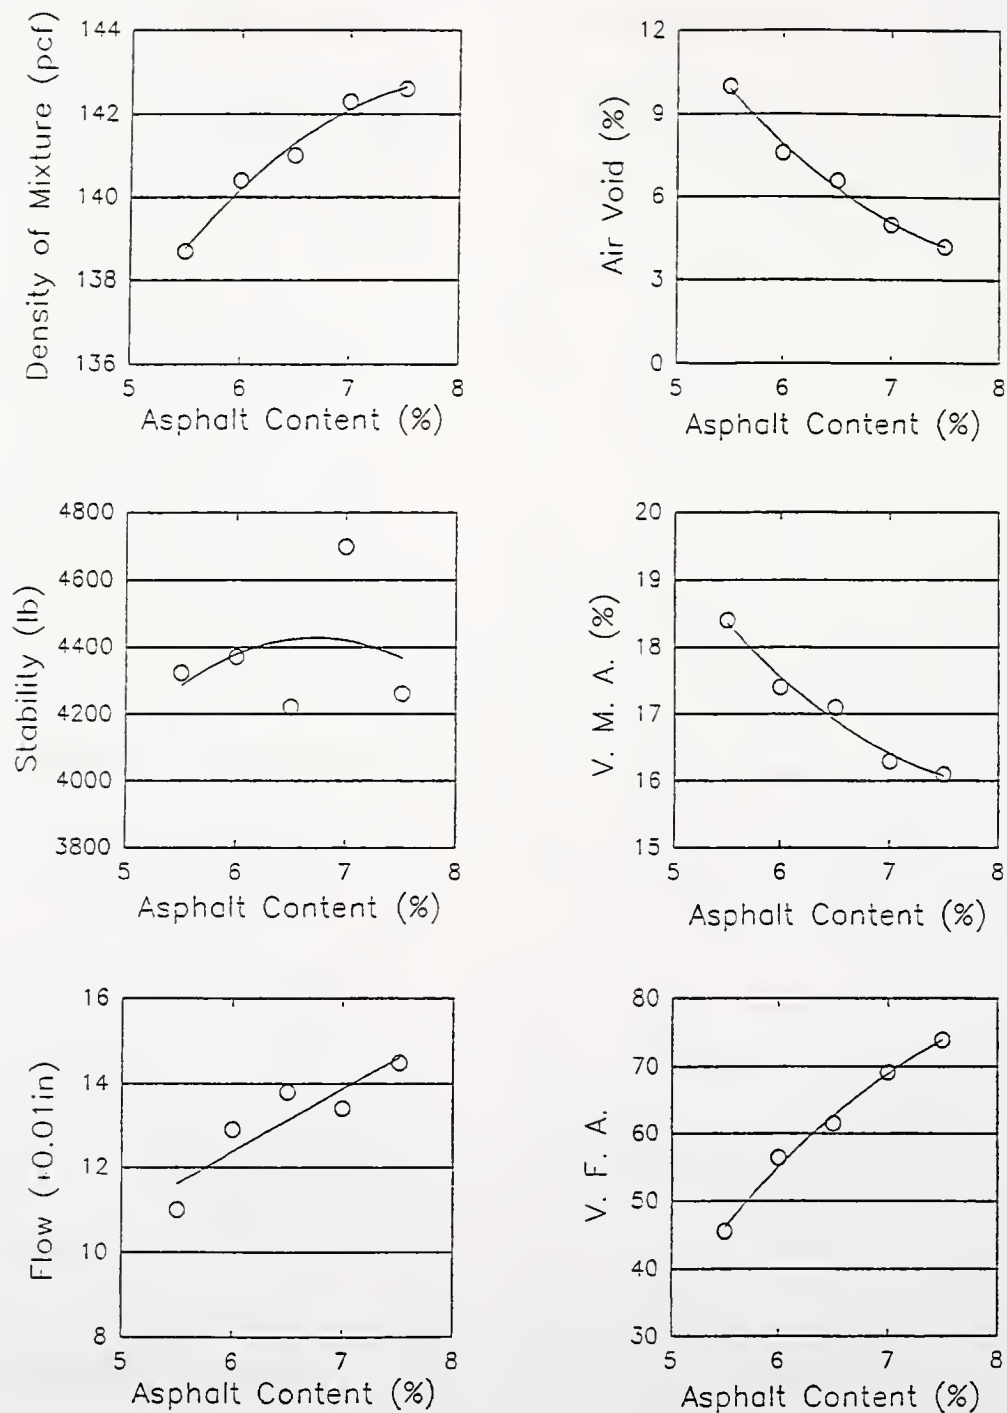 Density of Mixture (pcf)
144
142
140
138
136
5 6 7 8
Asphalt Content (%)
Air Void (%)
12
9
6
3
0
5 6 7 8
Asphalt Content (%)
Stability (lb)
4800
4600
4400
4200
4000
3800
5 6 7 8
Asphalt Content (%)
V. M. A. (%)
20
19
18
17
16
15
5 6 7 8
Asphalt Content (%)
Flow (+0.01in)
16
14
12
10
8
5 6 7 8
Asphalt Content (%)
V. F. A.
80
70
60
50
40
30
5 6 7 8
Asphalt Content (%)